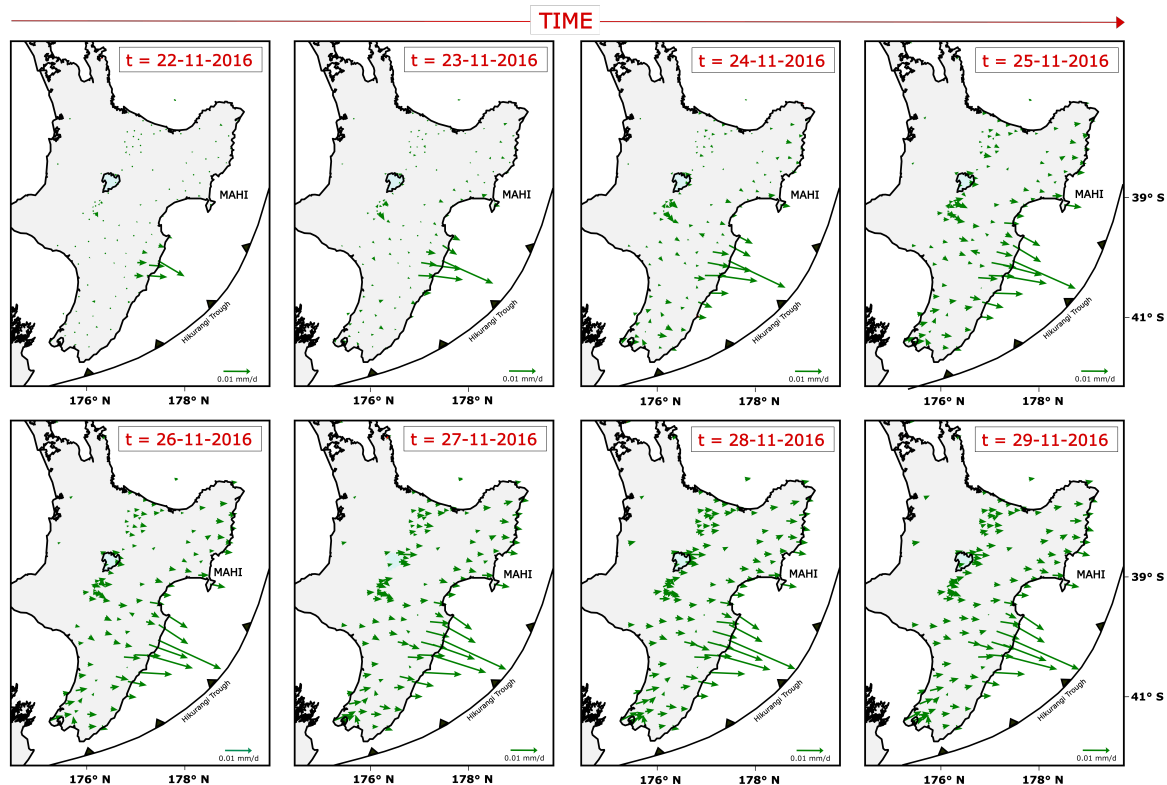 TIME
t = 22-11-2016
t = 23-11-2016
t = 24-11-2016
t = 25-11-2016
MAHI
MAHI
MAHI
MAHI
39° S
Hikurangi Trough
Hikurangi Trough
Hikurangi Trough
Hikurangi Trough
41° S
0.01 mm/d
0.01 mm/d
0.01 mm/d
0.01 mm/d
176° N 178° N
176° N 178° N
176° N 178° N
176° N 178° N
t = 26-11-2016
t = 27-11-2016
t = 28-11-2016
t = 29-11-2016
MAHI
MAHI
MAHI
MAHI
39° S
Hikurangi Trough
Hikurangi Trough
Hikurangi Trough
Hikurangi Trough
41° S
0.01 mm/d
0.01 mm/d
0.01 mm/d
0.01 mm/d
176° N 178° N
176° N 178° N
176° N 178° N
176° N 178° N